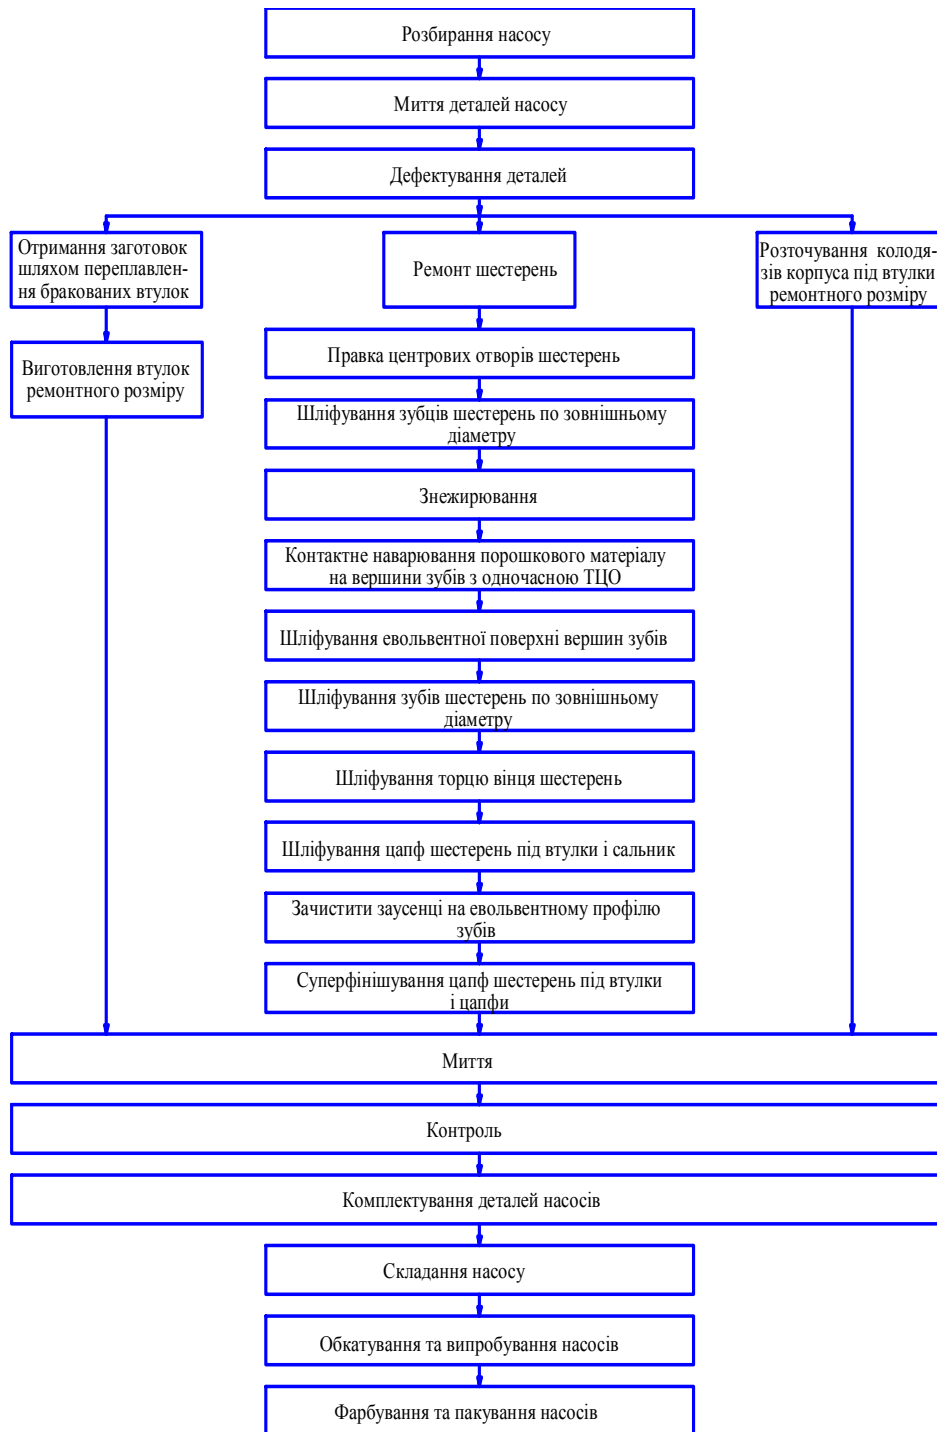 Розбирання насосу
Миття деталей насосу
Дефектування деталей
Отримання заготовок
шляхом переплавлен-
ня бракованих втулок
Ремонт шестерень
Розточування колодя-
зів корпуса під втулки
ремонтного розміру
Виготовлення втулок
ремонтного розміру
Правка центрових отворів шестерень
Шліфування зубців шестерень по зовнішньому
діаметру
Знежирювання
Контактне наварювання порошкового матеріалу
на вершини зубів з одночасною ТЦО
Шліфування евольвентної поверхні вершин зубів
Шліфування зубів шестерень по зовнішньому
діаметру
Шліфування торцю вінця шестерень
Шліфування цапф шестерень під втулки і сальник
Зачистити заусенці на евольвентному профілю
зубів
Суперфінішування цапф шестерень під втулки
і цапфи
Миття
Контроль
Комплектування деталей насосів
Складання насосу
Обкатування та випробування насосів
Фарбування та пакування насосів